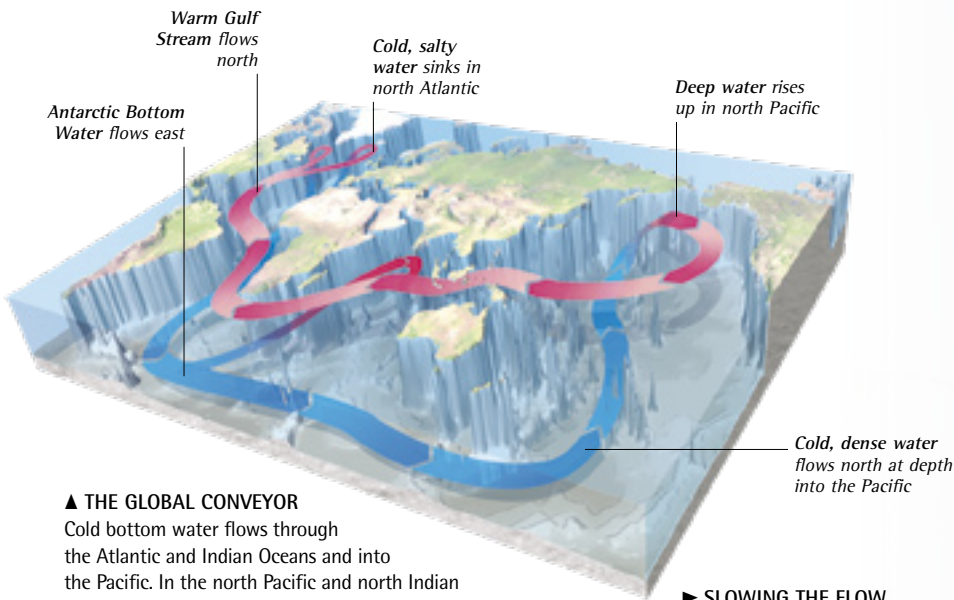 Warm Gulf
Stream flows
north
Cold, salty
water sinks in
north Atlantic
Deep water rises
up in north Pacific
Antarctic Bottom
Water flows east
Cold, dense water
flows north at depth
into the Pacific
▲ THE GLOBAL CONVEYOR
Cold bottom water flows through
the Atlantic and Indian Oceans and into
the Pacific. In the north Pacific and north Indian
► SLOWING THE FLOW